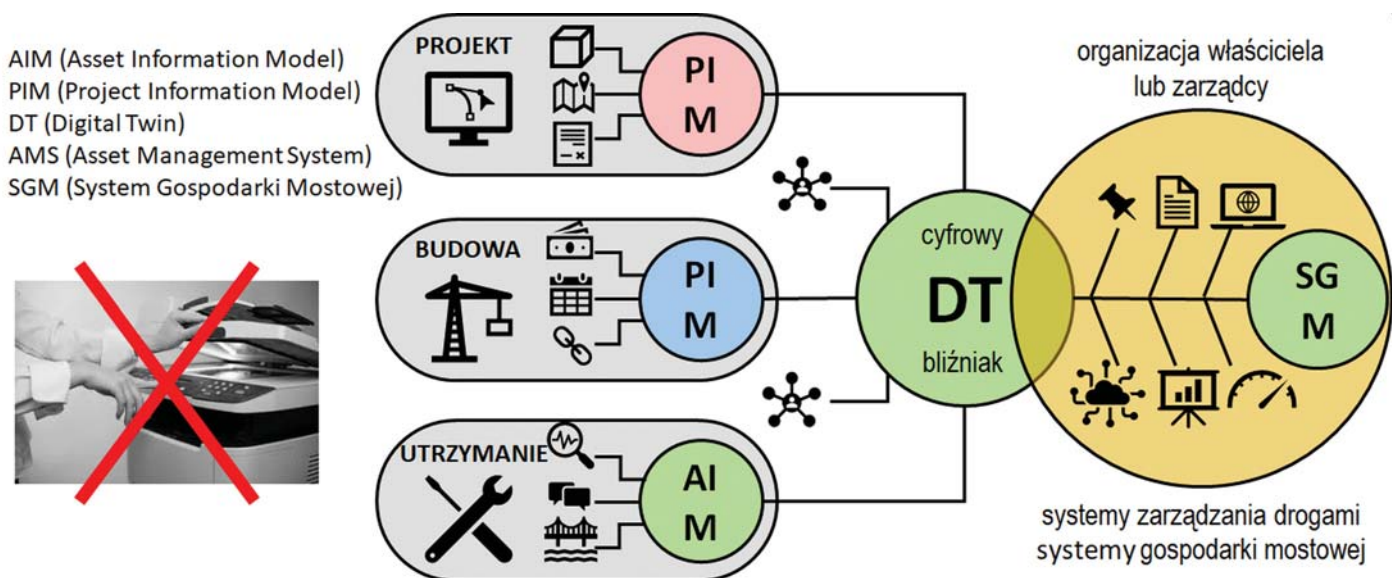 AIM (Asset Information Model)
PIM (Project Information Model)
DT (Digital Twin)
AMS (Asset Management System)
SGM (System Gospodarki Mostowej)
PROJEKT
PI
M
BUDOWA
PI
M
UTRZYMANIE
AI
M
cyfrowy
DT
bliźniak
organizacja właściciela
lub zarządcy
SG
M
systemy zarządzania drogami
systemy gospodarki mostowej